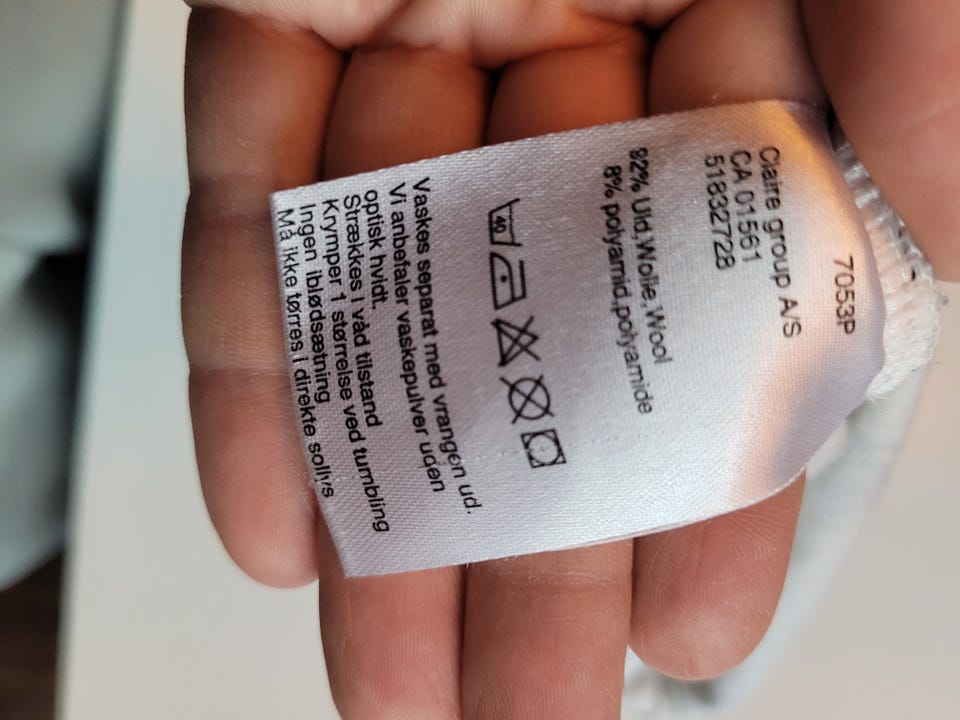 7053P
Claire group A/S
CA 01561
51832728
92% Uld,Wolle,Wool
8% polyamid,polyamide
40
Vaskes separat med vrangen ud.
Vi anbefaler vaskepulver uden
optisk hvidt.
Strækkes i våd tilstand
Krymper 1 størrelse ved tumbling
Ingen iblødsætning
Må ikke tørres i direkte sollys